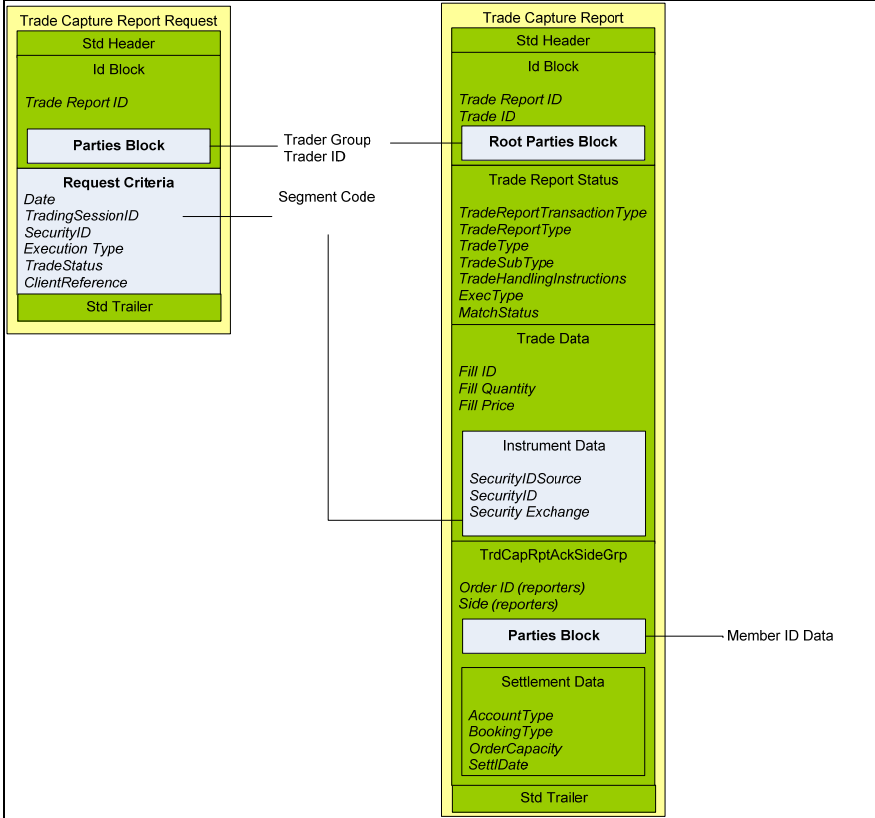 Trade Capture Report Request
Std Header
Id Block
Trade Report ID
Parties Block
Request Criteria
Date
TradingSessionID
SecurityID
Execution Type
TradeStatus
ClientReference
Std Trailer
Trader Group
Trader ID
Segment Code
Trade Capture Report
Std Header
Id Block
Trade Report ID
Trade ID
Root Parties Block
Trade Report Status
TradeReportTransactionType
TradeReportType
TradeType
TradeSubType
TradeHandlingInstructions
ExecType
MatchStatus
Trade Data
Fill ID
Fill Quantity
Fill Price
Instrument Data
SecurityIDSource
SecurityID
Security Exchange
TrdCapRptAckSideGrp
Order ID (reporters)
Side (reporters)
Parties Block
Member ID Data
Settlement Data
AccountType
BookingType
OrderCapacity
SettlDate
Std Trailer